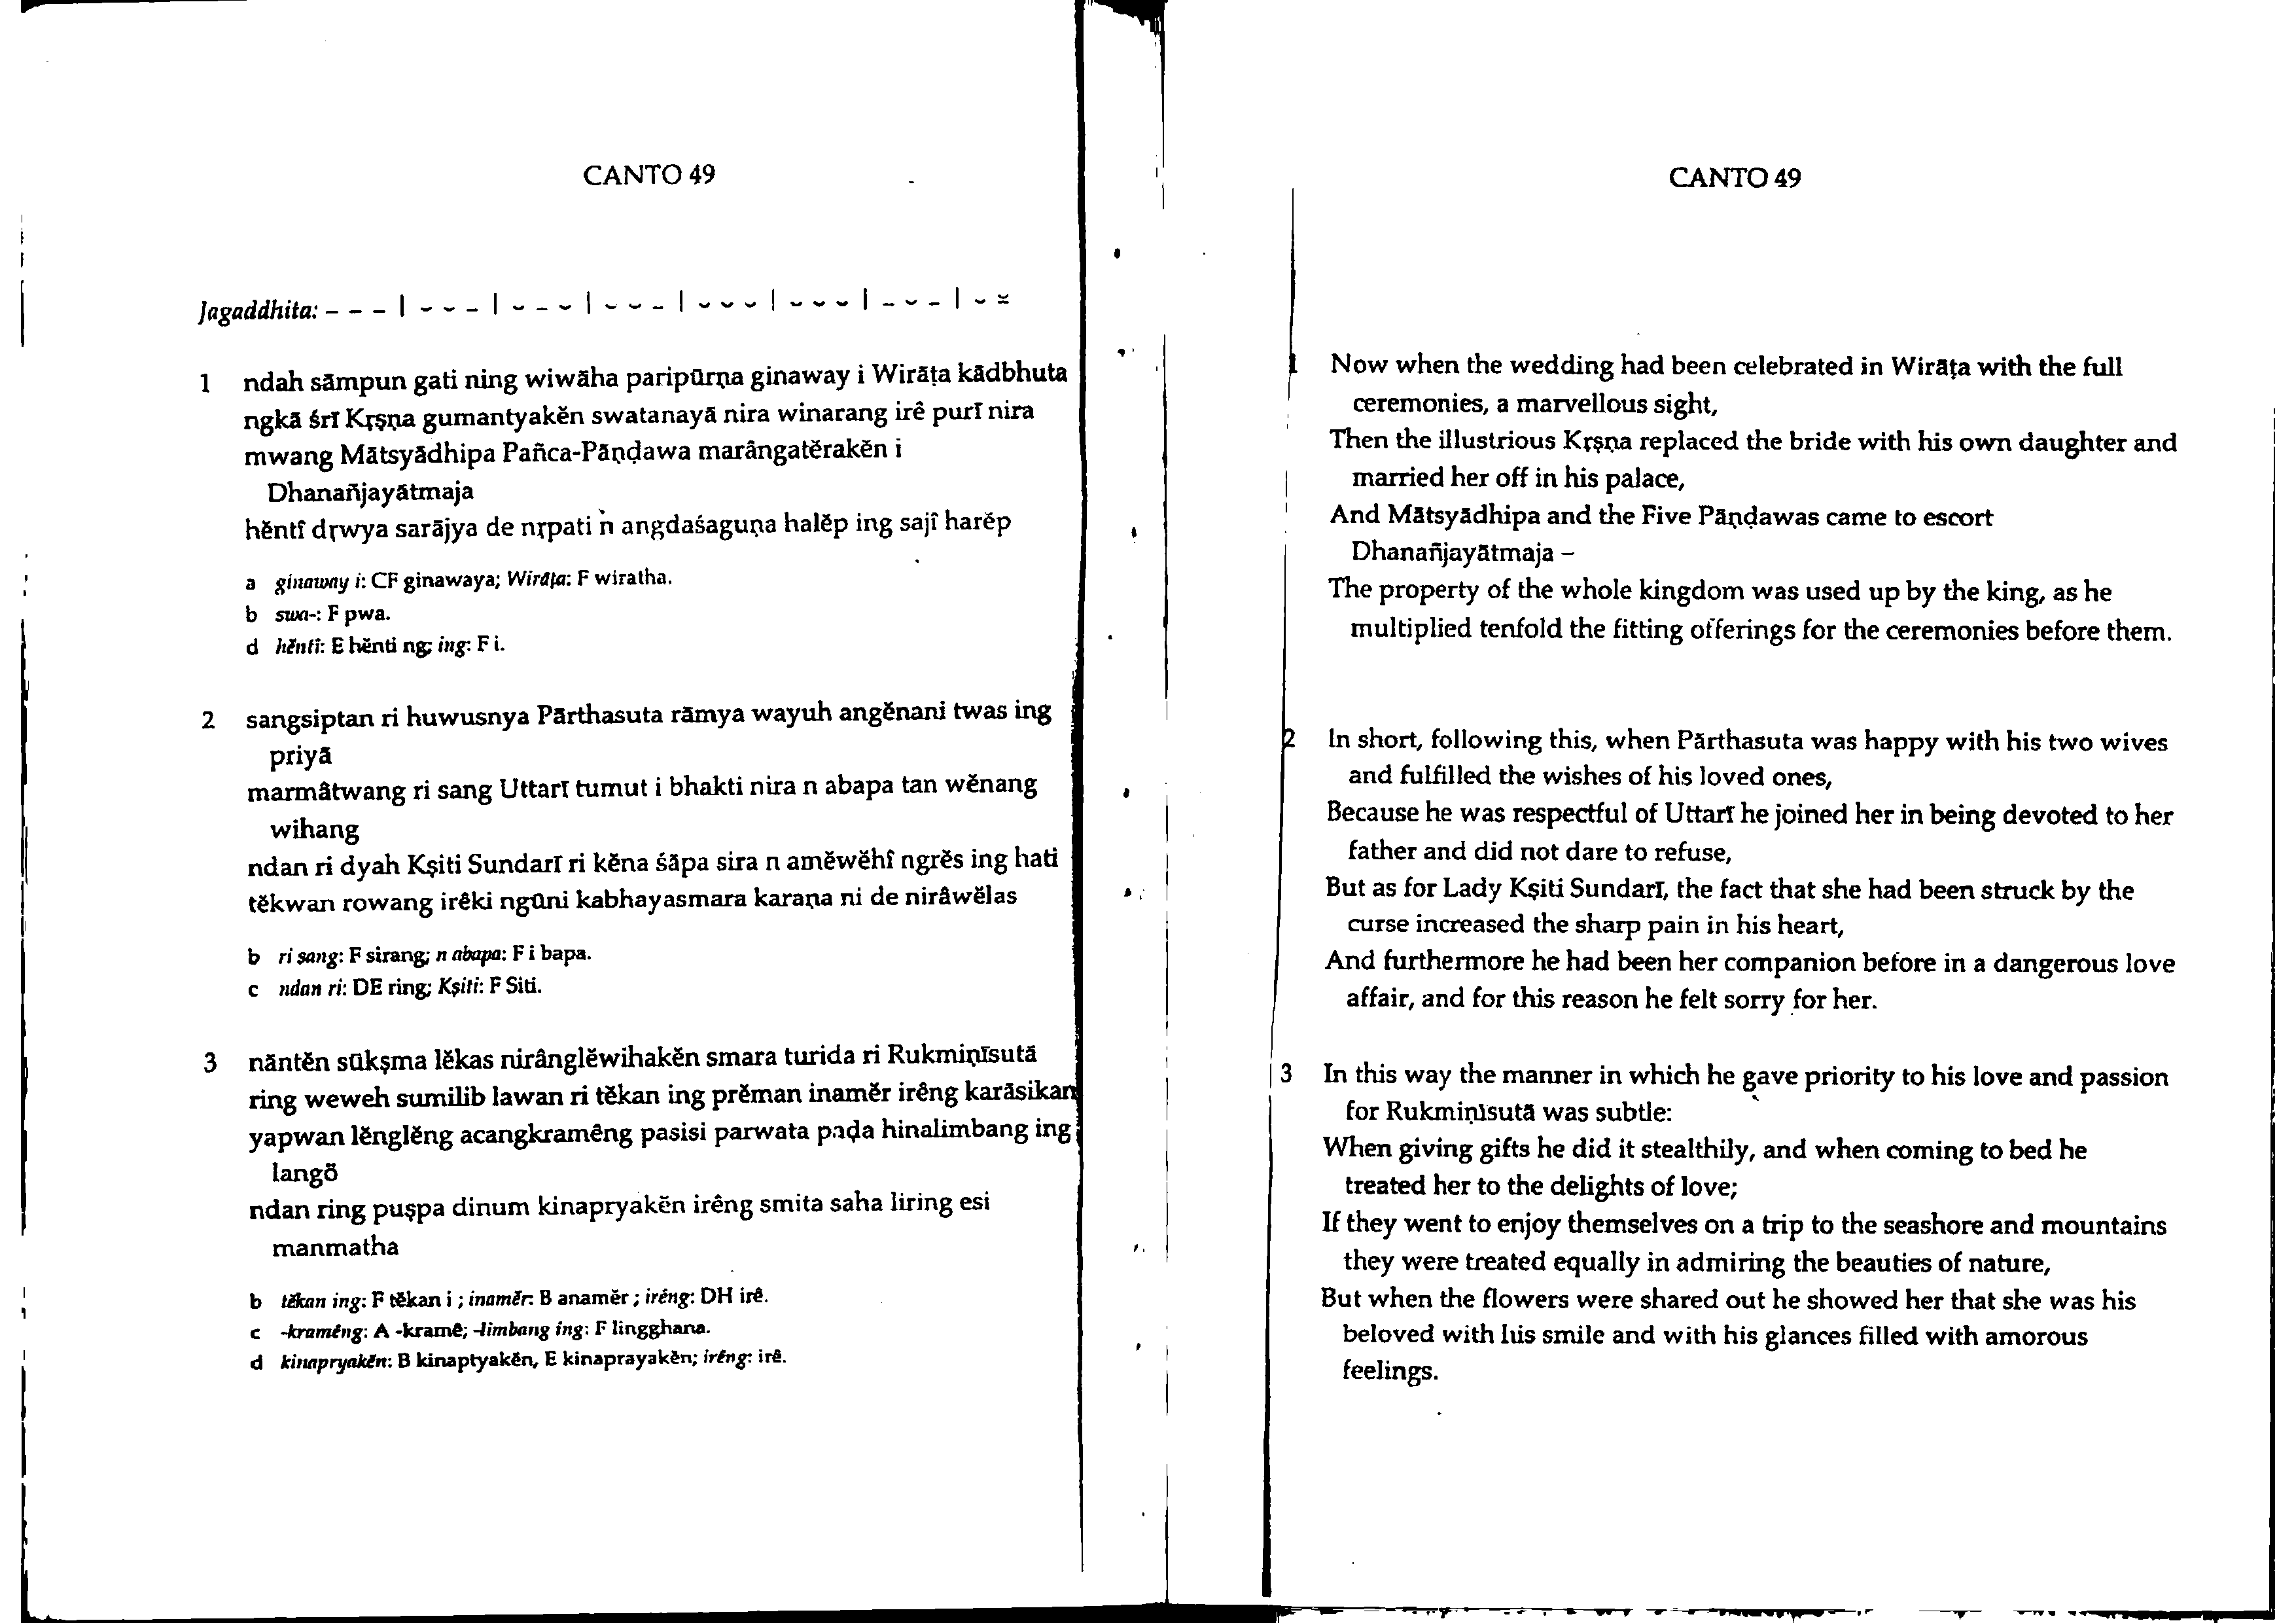 CANTO 49
Jagaddhita: – – – | ⏑ ⏑ – | ⏑ – ⏑ | ⏑ ⏑ – | ⏑ ⏑ ⏑ | ⏑ ⏑ ⏑ | – ⏑ – | ⏑ ⏓
1 ndah sāmpun gati ning wiwāha paripūrṇa ginaway i Wirāṭa kādbhuta
ngkā śrī Kṛṣṇa gumantyakĕn swatanayā nira winarang irê purī nira
mwang Mātsyādhipa Pañca-Pāṇḍawa marângatĕrakĕn i
Dhanañjayātmaja
hĕntî dṛwya sarājya de nṛpati ǹ angdaśaguṇa halĕp ing sajî harĕp
a ginaway i: CF ginawaya; Wirāṭa: F wiratha.
b swa-: F pwa.
d hĕntî: E hĕnti ng; ing: F i.
2 sangsiptan ri huwusnya Pārthasuta rāmya wayuh angĕnani twas ing
priyā
marmâtwang ri sang Uttarī tumut i bhakti nira n abapa tan wĕnang
wihang
ndan ri dyah Kṣiti Sundarī ri kĕna śāpa sira n amĕwĕhî ngrĕs ing hati
tĕkwan rowang irêki ngūni kabhayasmara karaṇa ni de nirâwĕlas
b ri sang: F sirang; n abapa: F i bapa.
c ndan ri: DE ring; Kṣiti: F Siti.
3 nāntĕn sūkṣma lĕkas nirânglĕwihakĕn smara turida ri Rukmiṇīsutā
ring weweh sumilib lawan ri tĕkan ing prĕman inamĕr irêng karāsikan
yapwan lĕnglĕng acangkramêng pasisi parwata paḍa hinalimbang ing
langö
ndan ring puṣpa dinum kinapryakĕn irêng smita saha liring esi
manmatha
b tĕkan ing: F tĕkan i ; inamĕr: B anamĕr ; irêng: DH irê.
c -kramêng: A -kramê; -limbang ing: F lingghana.
d kinapryakĕn: B kinaptyakĕn, E kinaprayakĕn; irêng: irê.
CANTO 49
1 Now when the wedding had been celebrated in Wirāṭa with the full
ceremonies, a marvellous sight,
Then the illustrious Kṛṣṇa replaced the bride with his own daughter and
married her off in his palace,
And Mātsyādhipa and the Five Pāṇḍawas came to escort
Dhanañjayātmaja –
The property of the whole kingdom was used up by the king, as he
multiplied tenfold the fitting offerings for the ceremonies before them.
2 In short, following this, when Pārthasuta was happy with his two wives
and fulfilled the wishes of his loved ones,
Because he was respectful of Uttarī he joined her in being devoted to her
father and did not dare to refuse,
But as for Lady Kṣiti Sundarī, the fact that she had been struck by the
curse increased the sharp pain in his heart,
And furthermore he had been her companion before in a dangerous love
affair, and for this reason he felt sorry for her.
3 In this way the manner in which he gave priority to his love and passion
for Rukmiṇīsutā was subtle:
When giving gifts he did it stealthily, and when coming to bed he
treated her to the delights of love;
If they went to enjoy themselves on a trip to the seashore and mountains
they were treated equally in admiring the beauties of nature,
But when the flowers were shared out he showed her that she was his
beloved with his smile and with his glances filled with amorous
feelings.